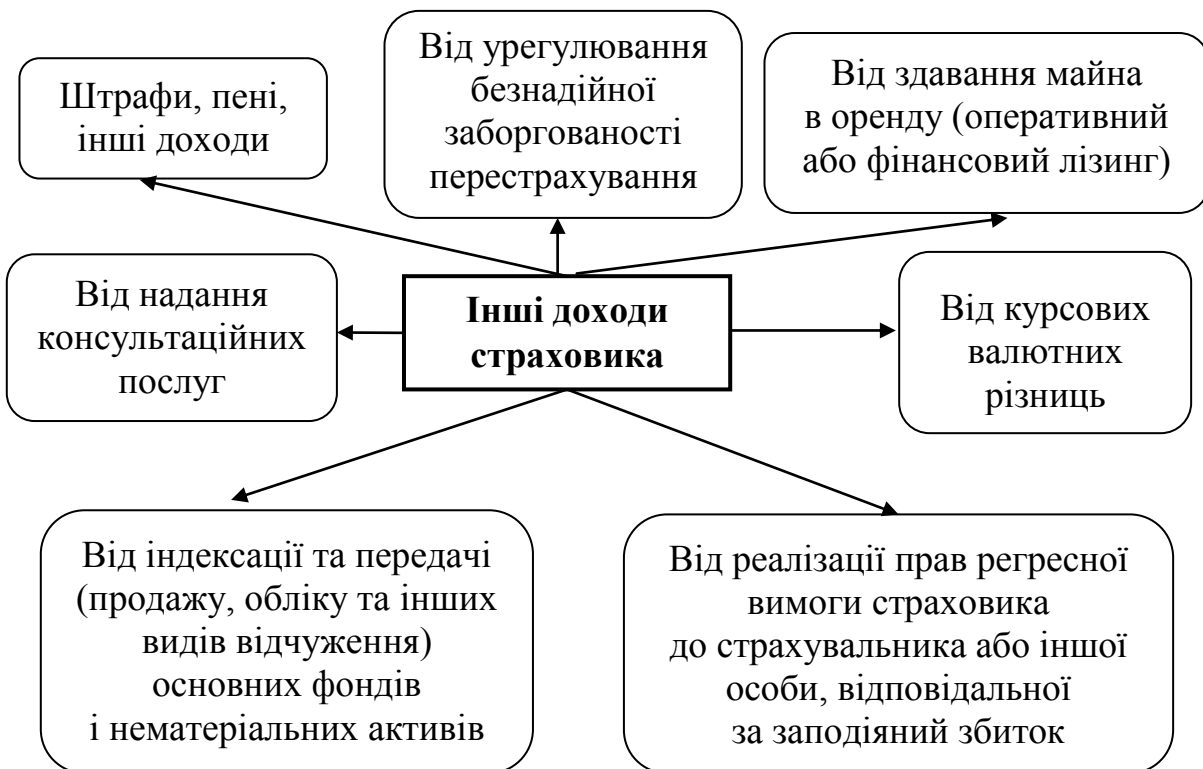 Штрафи, пені,
інші доходи
Від урегулювання
безнадійної
заборгованості
перестрахування
Від здавання майна
в оренду (оперативний
або фінансовий лізинг)
Від надання
консультаційних
послуг
Інші доходи
страховика
Від курсових
валютних
різниць
Від індексації та передачі
(продажу, обліку та інших
видів відчуження)
основних фондів
і нематеріальних активів
Від реалізації прав регресної
вимоги страховика
до страхувальника або іншої
особи, відповідальної
за заподіяний збиток